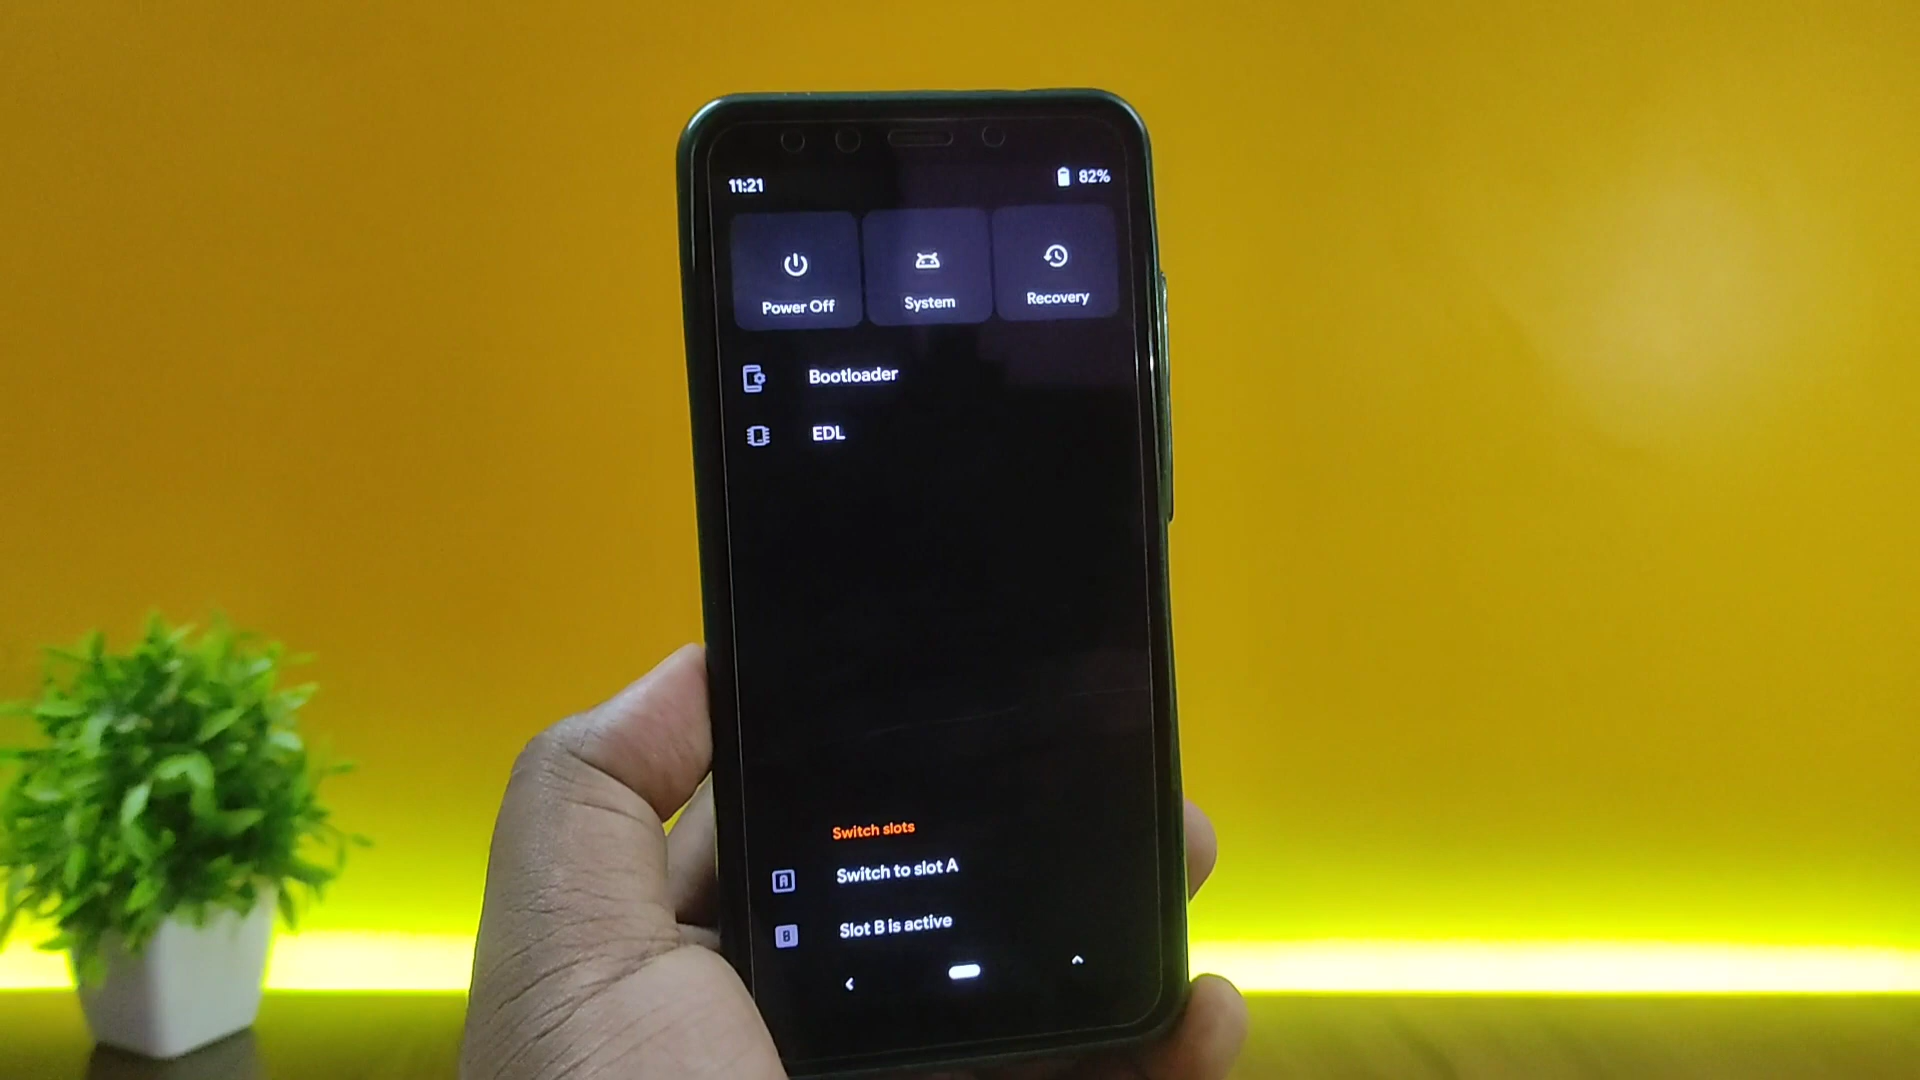 11:21
82%
Power Off
System
Recovery
Bootloader
EDL
Switch slots
A
Switch to slot A
B
Slot B is active